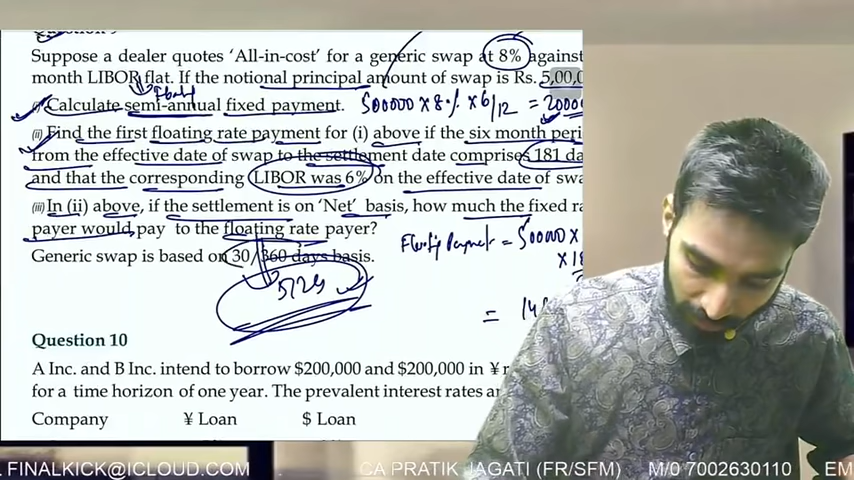 Suppose a dealer quotes 'All-in-cost' for a generic swap at 8% against
month LIBOR flat. If the notional principal amount of swap is Rs. 5,00,0
(i) Calculate semi-annual fixed payment. 500000 × 8% × 6/12 = 20000
(ii) Find the first floating rate payment for (i) above if the six month peri
from the effective date of swap to the settlement date comprises 181 da
and that the corresponding LIBOR was 6% on the effective date of swa
(iii) In (ii) above, if the settlement is on 'Net' basis, how much the fixed ra
payer would pay to the floating rate payer?
Payment = 500000 ×
Generic swap is based on 30/360 days basis.
× 18
=
Question 10
A Inc. and B Inc. intend to borrow $200,000 and $200,000 in ¥ r
for a time horizon of one year. The prevalent interest rates a
Company ¥ Loan $ Loan
. FINALKICK@ICLOUD.COM CA PRATIK JAGATI (FR/SFM) M/0 7002630110 EM